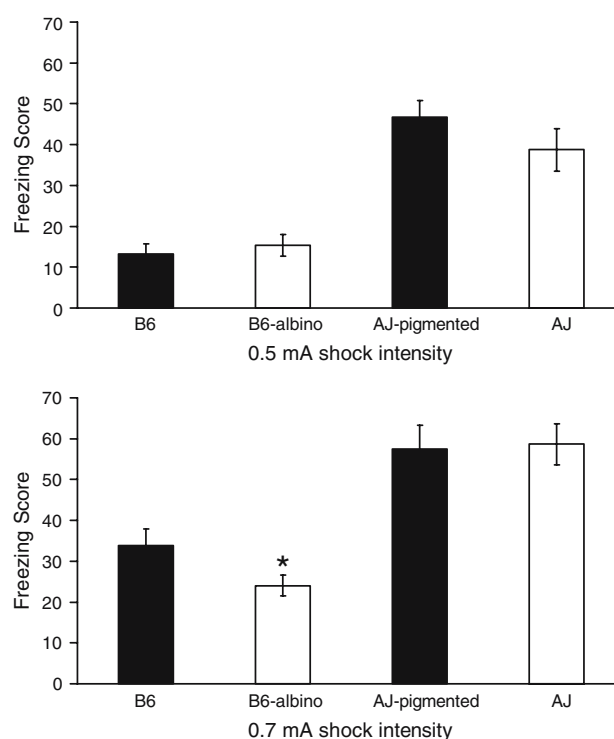 70
60
50
40
30
20
10
0
Freezing Score
B6 B6-albino AJ-pigmented AJ
0.5 mA shock intensity
70
60
50
40
30
20
10
0
Freezing Score
*
B6 B6-albino AJ-pigmented AJ
0.7 mA shock intensity